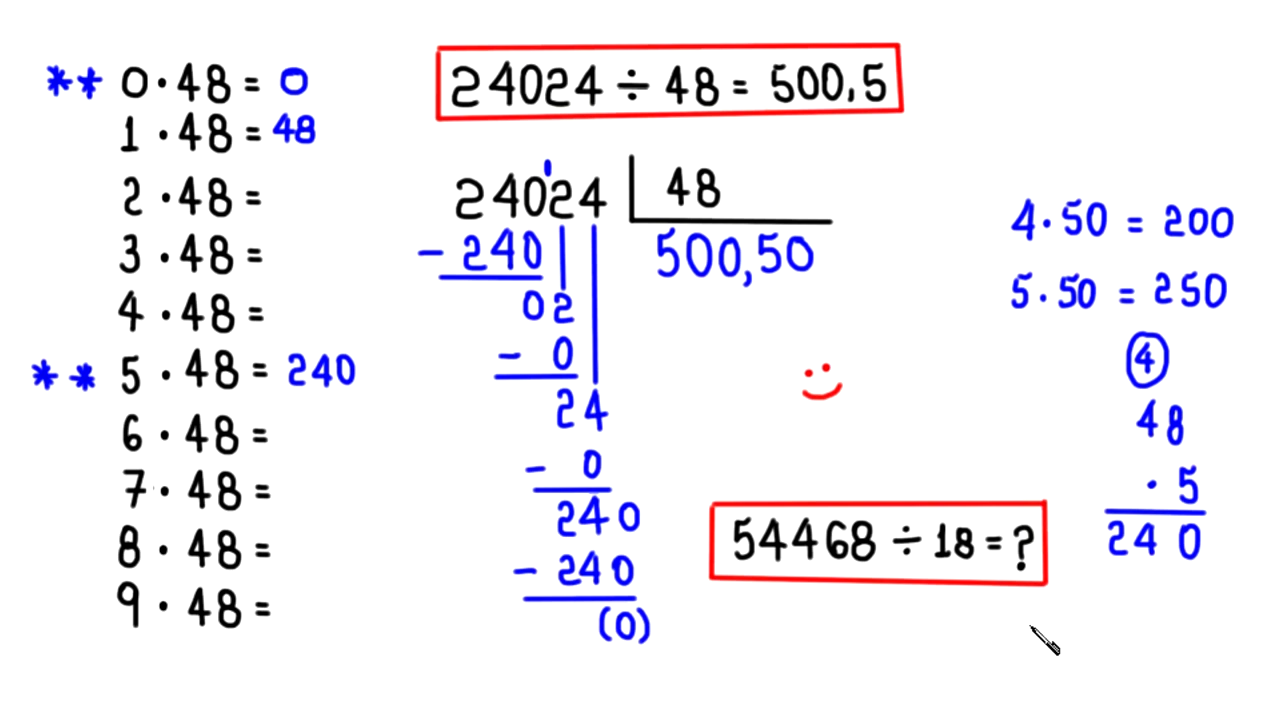 ** 0 · 48 = 0
1 · 48 = 48
2 · 48 =
3 · 48 =
4 · 48 =
** 5 · 48 = 240
6 · 48 =
7 · 48 =
8 · 48 =
9 · 48 =
24024 ÷ 48 = 500,5
240'24 | 48
- 240
500,50
02
- 0
24
- 0
240
- 240
(0)
4 · 50 = 200
5 · 50 = 250
4
48
· 5
240
54468 ÷ 18 = ?